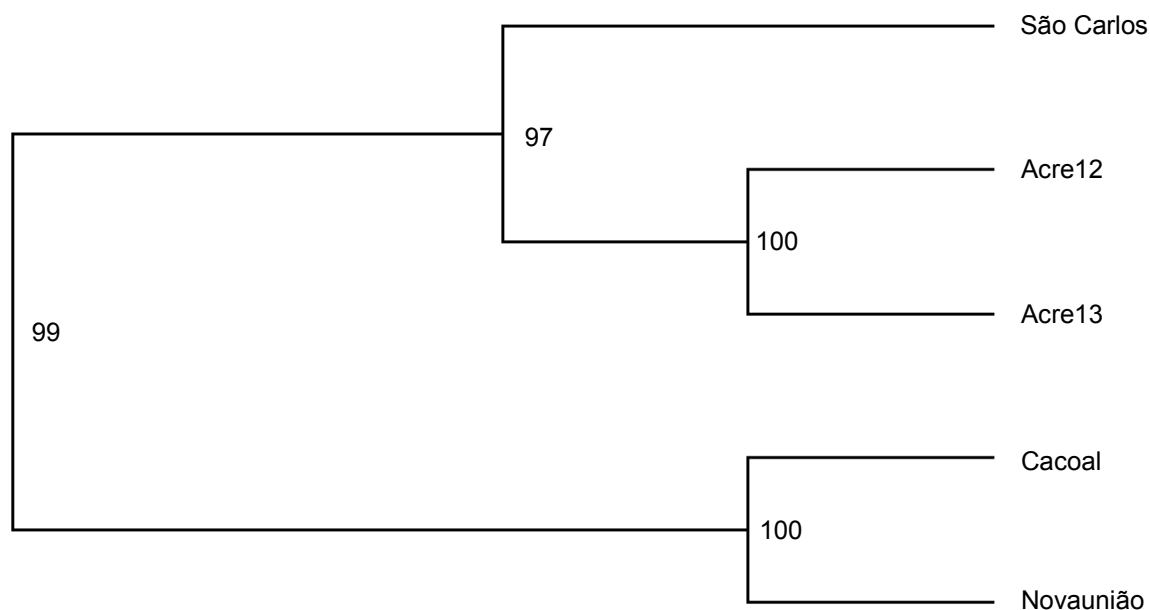 São Carlos
97
Acre12
100
Acre13
99
Cacoal
100
Novaunião